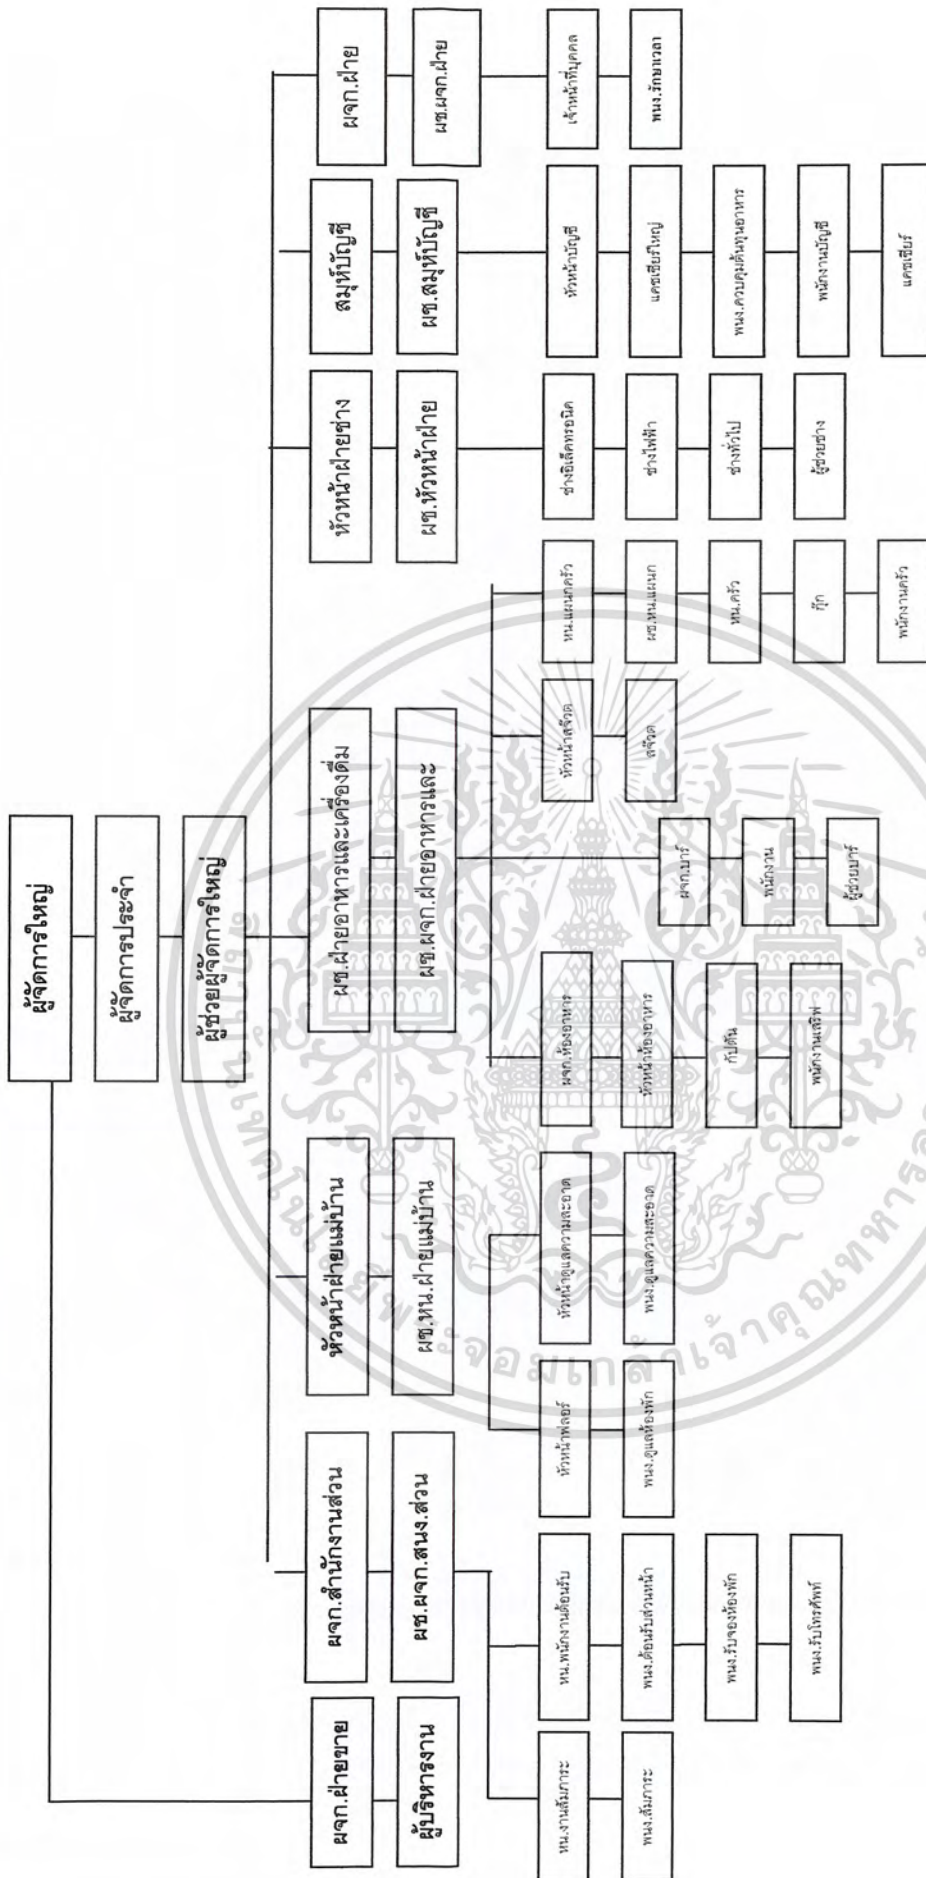 ผู้จัดการใหญ่
ผู้จัดการประจำ
ผู้ช่วยผู้จัดการใหญ่
ผจก.ฝ่ายขาย
ผู้บริหารงาน
ผจก.สำนักงานส่วน
ผช.ผจก.สนง.ส่วน
หน.งานสัมภาระ
พนง.สัมภาระ
หน.พนักงานต้อนรับ
พนง.ต้อนรับส่วนหน้า
พนง.รับจองห้องพัก
พนง.รับโทรศัพท์
หัวหน้าฝ่ายแม่บ้าน
ผช.หน.ฝ่ายแม่บ้าน
หัวหน้าฟลอร์
พนง.ดูแลห้องพัก
หัวหน้าดูแลความสะอาด
พนง.ดูแลความสะอาด
ผช.ฝ่ายอาหารและเครื่องดื่ม
ผช.ผจก.ฝ่ายอาหารและ
ผจก.ห้องอาหาร
หัวหน้าห้องอาหาร
กัปตัน
พนักงานเสริฟ
ผจก.บาร์
พนักงาน
ผู้ช่วยบาร์
หัวหน้าสจ๊วต
สจ๊วต
หน.แผนกครัว
ผช.หน.แผนก
หน.ครัว
กุ๊ก
พนักงานครัว
หัวหน้าฝ่ายช่าง
ผช.หัวหน้าฝ่าย
ช่างอิเล็คทรอนิค
ช่างไฟฟ้า
ช่างทั่วไป
ผู้ช่วยช่าง
สมุห์บัญชี
ผช.สมุห์บัญชี
หัวหน้าบัญชี
แคชเชียร์ใหญ่
พนง.ควบคุมต้นทุนอาหาร
พนักงานบัญชี
แคชเชียร์
ผจก.ฝ่าย
ผช.ผจก.ฝ่าย
เจ้าหน้าที่บุคคล
พนง.รักษาเวลา
พระจอมเกล้าเจ้าคุณทหารล